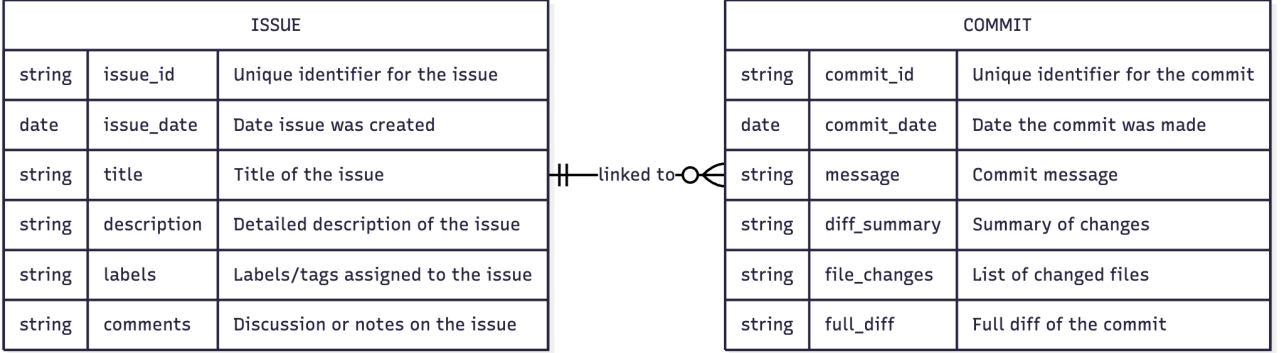 ISSUE
string issue_id Unique identifier for the issue
date issue_date Date issue was created
string title Title of the issue
string description Detailed description of the issue
string labels Labels/tags assigned to the issue
string comments Discussion or notes on the issue
linked to
COMMIT
string commit_id Unique identifier for the commit
date commit_date Date the commit was made
string message Commit message
string diff_summary Summary of changes
string file_changes List of changed files
string full_diff Full diff of the commit